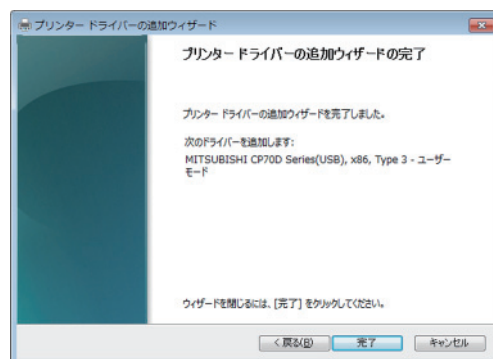 プリンター ドライバーの追加ウィザード
プリンター ドライバーの追加ウィザードの完了
プリンター ドライバーの追加ウィザードを完了しました。
次のドライバーを追加します:
MITSUBISHI CP70D Series(USB), x86, Type 3 - ユーザー
モード
ウィザードを閉じるには、[完了] をクリックしてください。
< 戻る(B)
完了
キャンセル